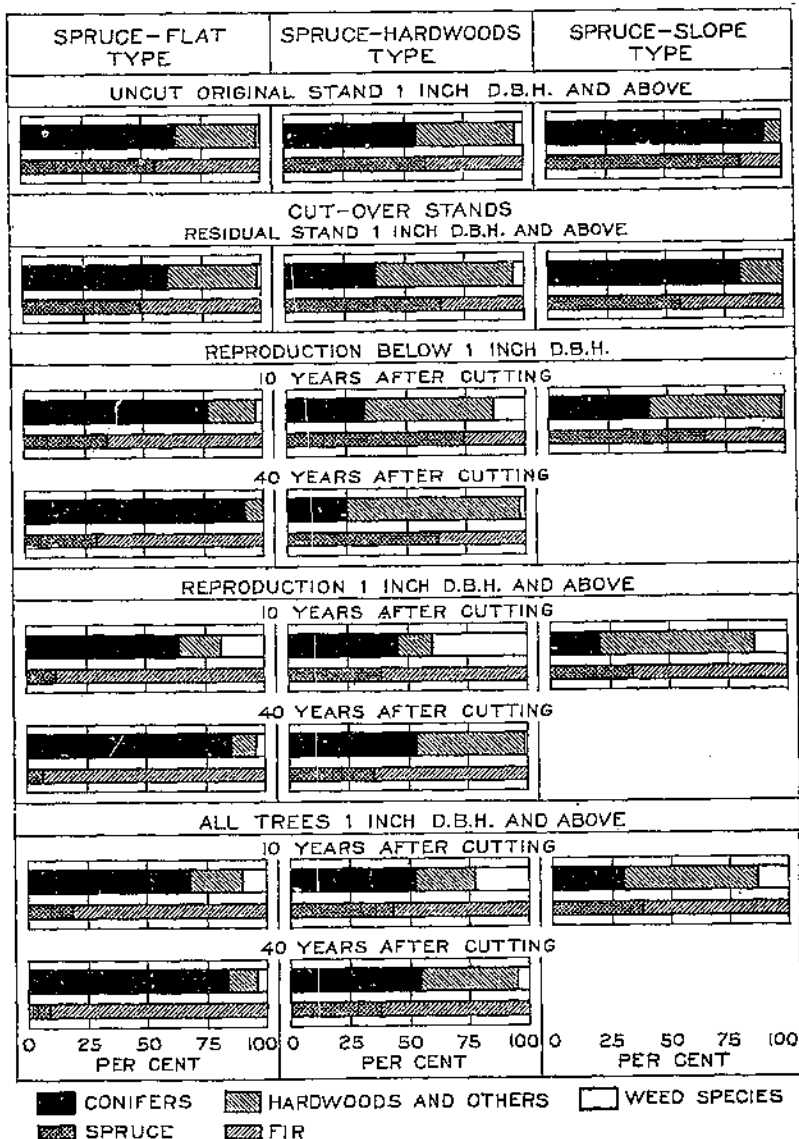 SPRUCE-FLAT TYPE
SPRUCE-HARDWOODS TYPE
SPRUCE-SLOPE TYPE
UNCUT ORIGINAL STAND 1 INCH D.B.H. AND ABOVE
CUT-OVER STANDS
RESIDUAL STAND 1 INCH D.B.H. AND ABOVE
REPRODUCTION BELOW 1 INCH D.B.H.
10 YEARS AFTER CUTTING
40 YEARS AFTER CUTTING
REPRODUCTION 1 INCH D.B.H. AND ABOVE
10 YEARS AFTER CUTTING
40 YEARS AFTER CUTTING
ALL TREES 1 INCH D.B.H. AND ABOVE
10 YEARS AFTER CUTTING
40 YEARS AFTER CUTTING
0 25 50 75 100 0 25 50 75 100 0 25 50 75 100
PER CENT PER CENT PER CENT
CONIFERS HARDWOODS AND OTHERS WEED SPECIES
SPRUCE FIR